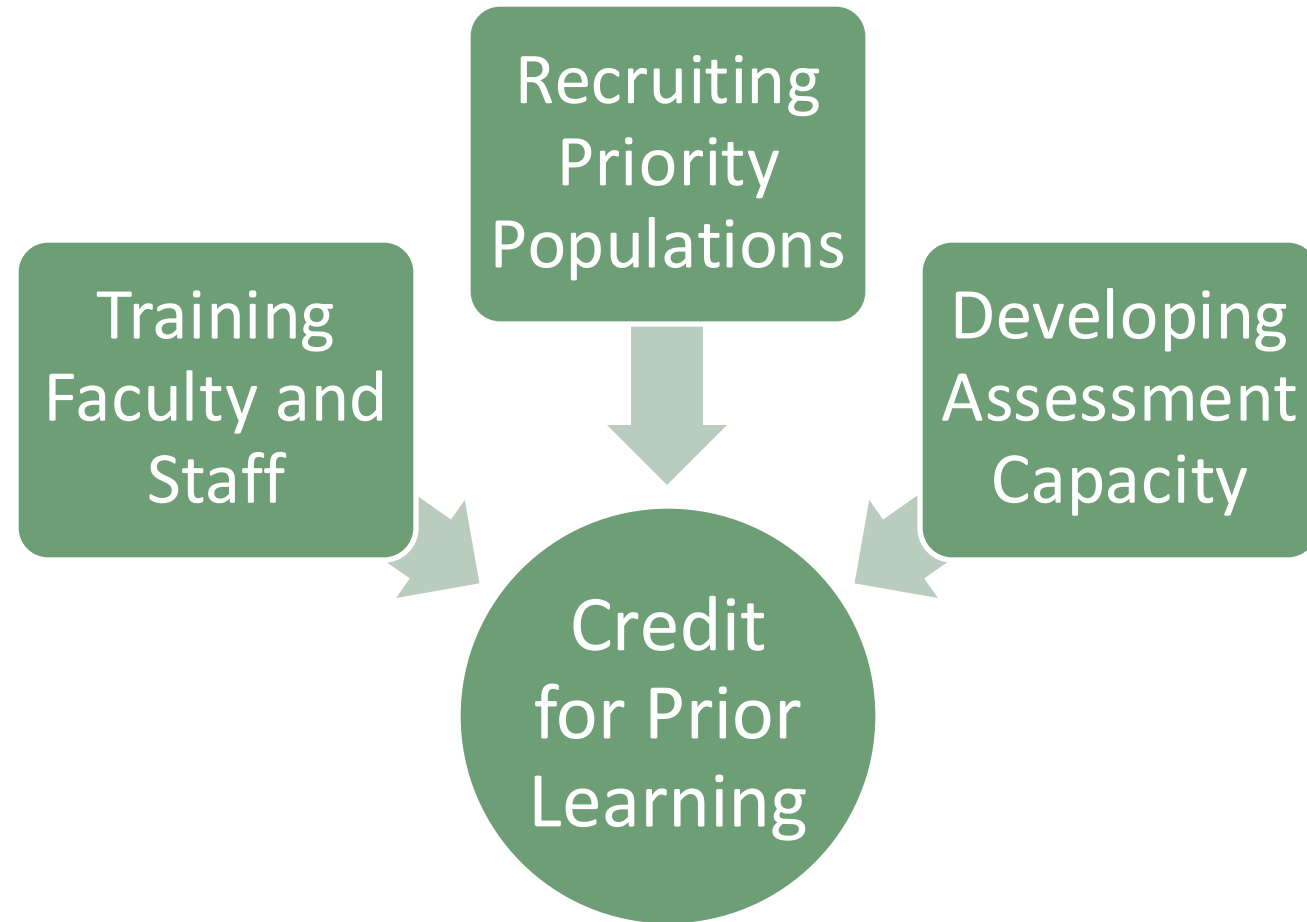 Recruiting
Priority
Populations
Training
Faculty and
Staff
Developing
Assessment
Capacity
Credit
for Prior
Learning